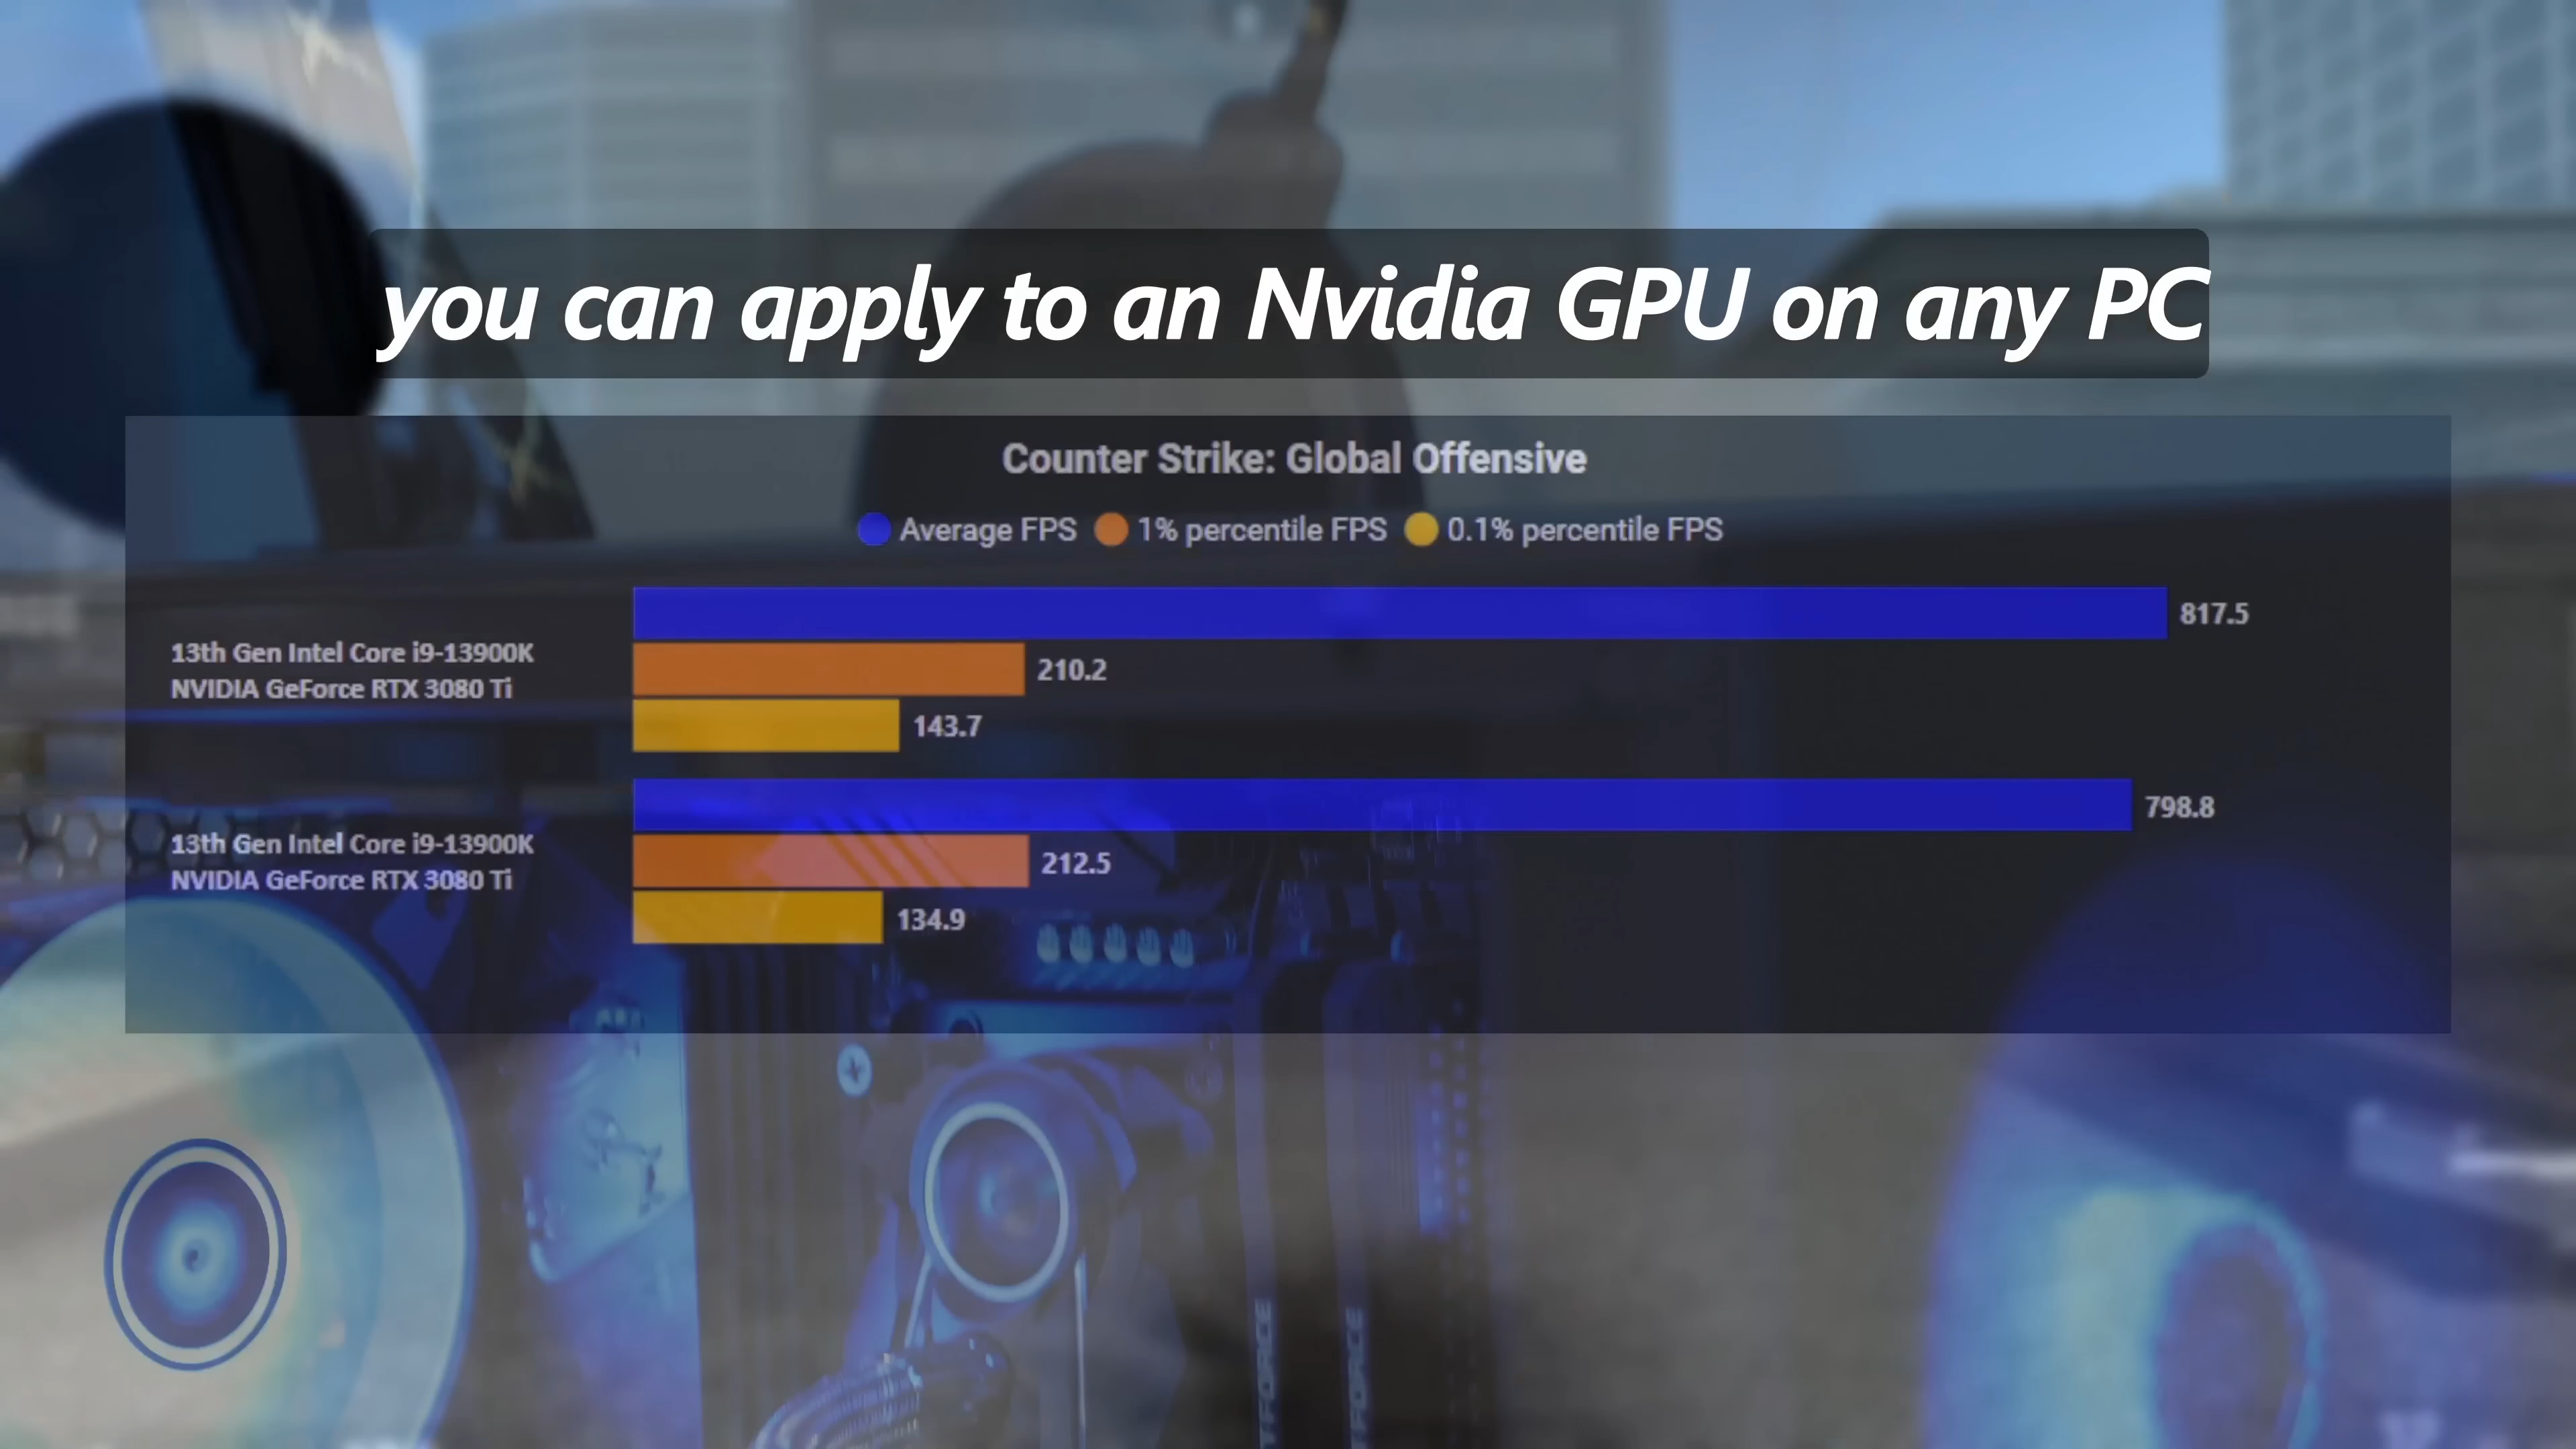 you can apply to an Nvidia GPU on any PC
Counter Strike: Global Offensive
Average FPS 1% percentile FPS 0.1% percentile FPS
817.5
13th Gen Intel Core i9-13900K
NVIDIA GeForce RTX 3080 Ti
210.2
143.7
798.8
13th Gen Intel Core i9-13900K
NVIDIA GeForce RTX 3080 Ti
212.5
134.9